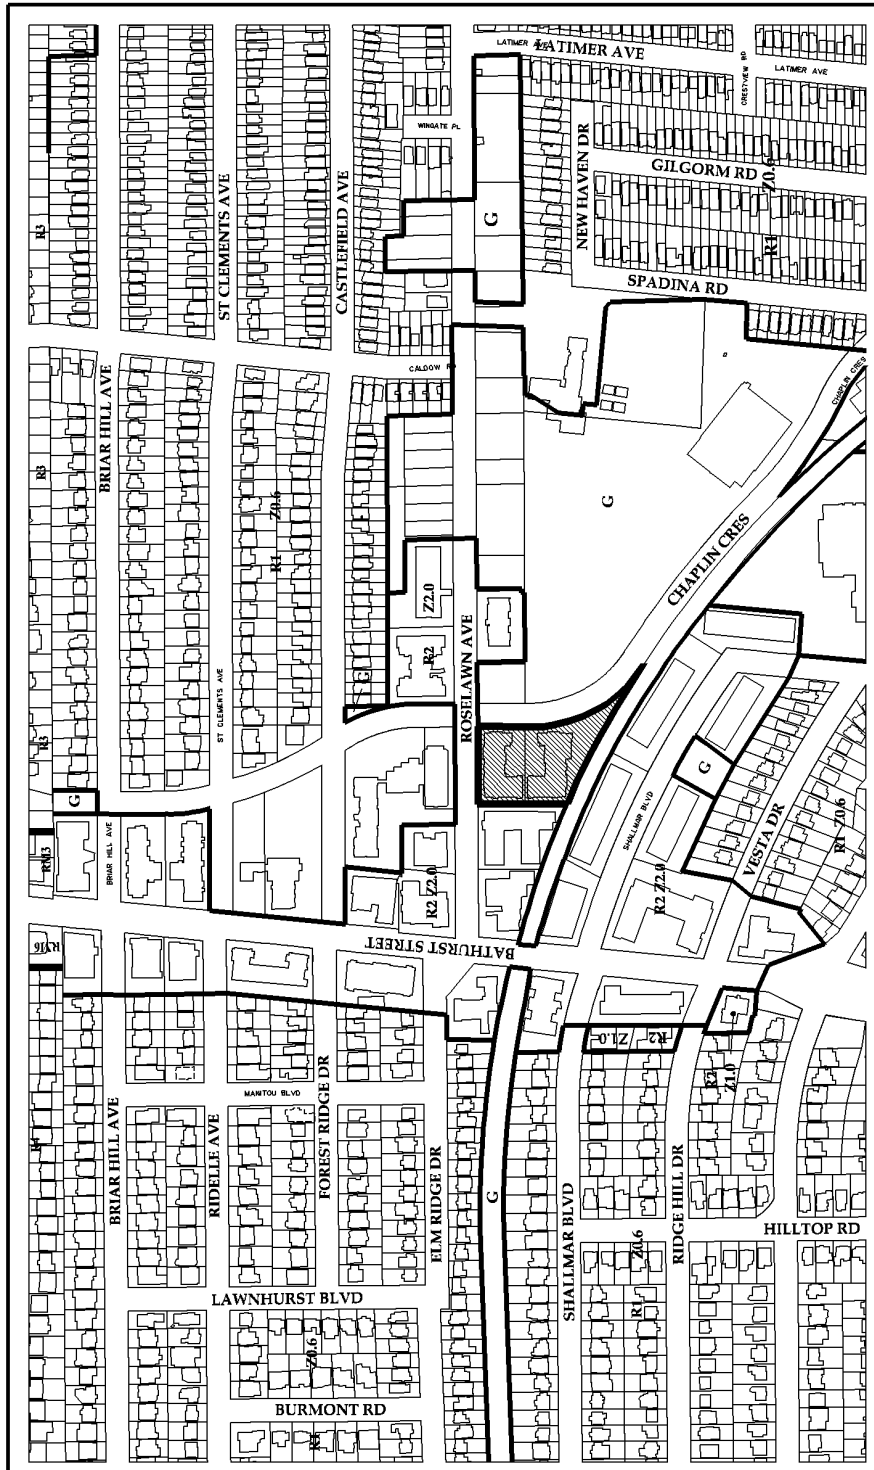 LATIMER AVE
LATIMER AVE
LATIMER AVE
CRESTVIEW RD
WINGATE PL
NEW HAVEN DR
GILGORM RD
Z0.6
R1
R3
ST CLEMENTS AVE
CASTLEFIELD AVE
G
SPADINA RD
BRIAR HILL AVE
CALDOW
CHAPLIN CRES
R3
Z0.6
R1
G
CHAPLIN CRES
Z2.0
R2
ROSELAWN AVE
G
ST CLEMENTS AVE
R3
G
G
SHALLMAR BLVD
VESTA DR
R1 Z0.6
RM3
BRIAR HILL AVE
R2 Z2.0
R2 Z2.0
BATHURST STREET
Z1.0
R2
R2
Z1.0
MANITOU BLVD
R4
BRIAR HILL AVE
RIDELLE AVE
FOREST RIDGE DR
ELM RIDGE DR
G
SHALLMAR BLVD
RIDGE HILL DR
HILLTOP RD
Z0.6
R1
LAWNHURST BLVD
Z0.6
BURMONT RD
R1